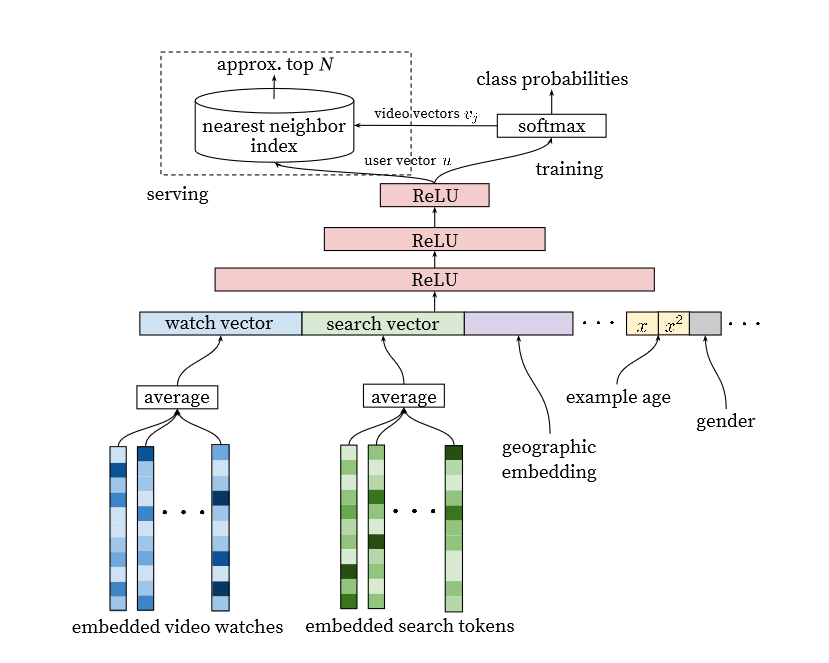 approx. top N
class probabilities
nearest neighbor
index
video vectors v_j
softmax
user vector u
training
serving
ReLU
ReLU
ReLU
watch vector
search vector
...
x
x²
...
average
average
example age
gender
geographic
embedding
...
...
embedded video watches
embedded search tokens